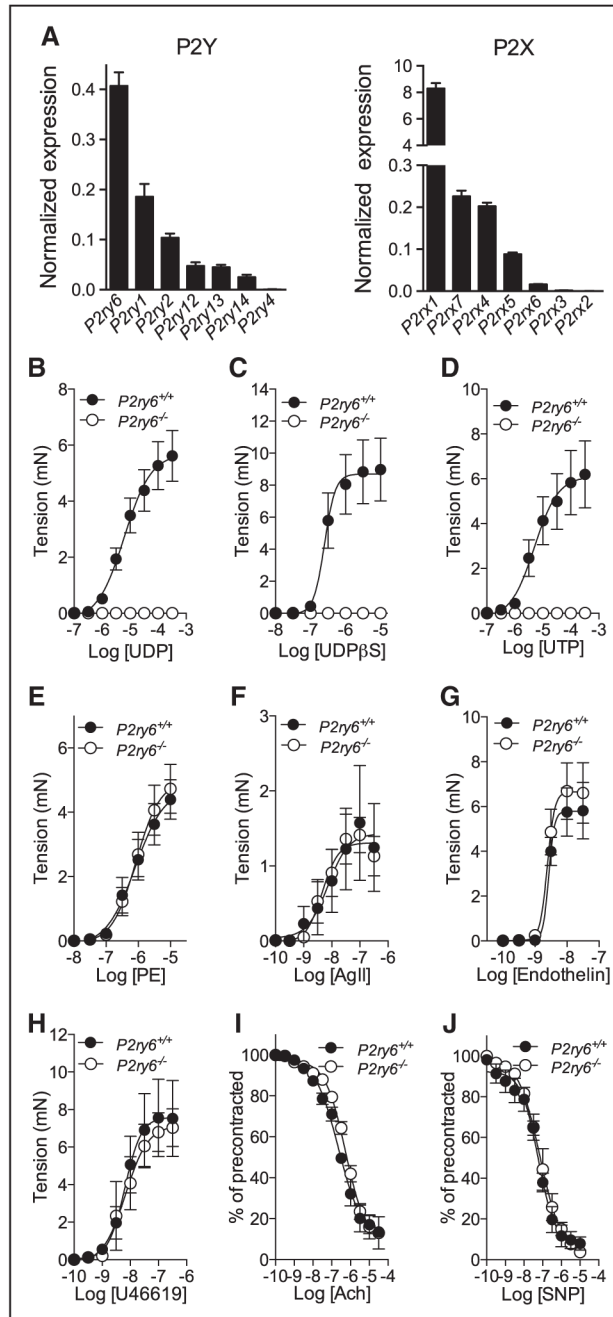 A
P2Y
P2X
Normalized expression
0.4
0.3
0.2
0.1
0.0
P2ry6
P2ry1
P2ry2
P2ry12
P2ry13
P2ry14
P2ry4
Normalized expression
10
8
6
4
0.3
0.2
0.1
0.0
P2rx1
P2rx7
P2rx4
P2rx5
P2rx6
P2rx3
P2rx2
B
P2ry6+/+
P2ry6-/-
Tension (mN)
8
6
4
2
0
-7 -6 -5 -4 -3
Log [UDP]
C
P2ry6+/+
P2ry6-/-
Tension (mN)
14
12
10
8
6
4
2
0
-8 -7 -6 -5
Log [UDPβS]
D
P2ry6+/+
P2ry6-/-
Tension (mN)
10
8
6
4
2
0
-7 -6 -5 -4 -3
Log [UTP]
E
P2ry6+/+
P2ry6-/-
Tension (mN)
6
4
2
0
-8 -7 -6 -5
Log [PE]
F
P2ry6+/+
P2ry6-/-
Tension (mN)
3
2
1
0
-10 -9 -8 -7 -6
Log [AgII]
G
P2ry6+/+
P2ry6-/-
Tension (mN)
10
8
6
4
2
0
-10 -9 -8 -7
Log [Endothelin]
H
P2ry6+/+
P2ry6-/-
Tension (mN)
12
10
8
6
4
2
0
-10 -9 -8 -7 -6
Log [U46619]
I
P2ry6+/+
P2ry6-/-
% of precontracted
100
80
60
40
20
0
-10 -9 -8 -7 -6 -5 -4
Log [Ach]
J
P2ry6+/+
P2ry6-/-
% of precontracted
100
80
60
40
20
0
-10 -9 -8 -7 -6 -5 -4
Log [SNP]